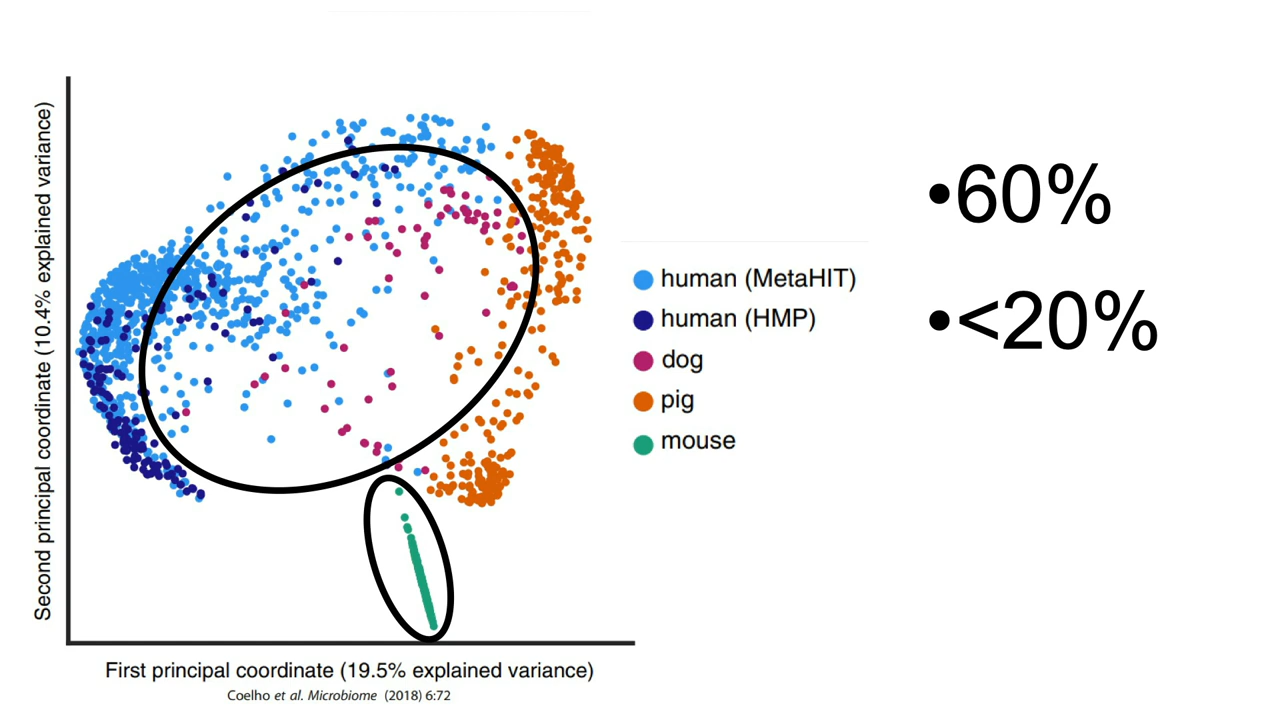 Second principal coordinate (10.4% explained variance)
human (MetaHIT)
human (HMP)
dog
pig
mouse
First principal coordinate (19.5% explained variance)
Coelho et al. Microbiome (2018) 6:72
•60%
•<20%